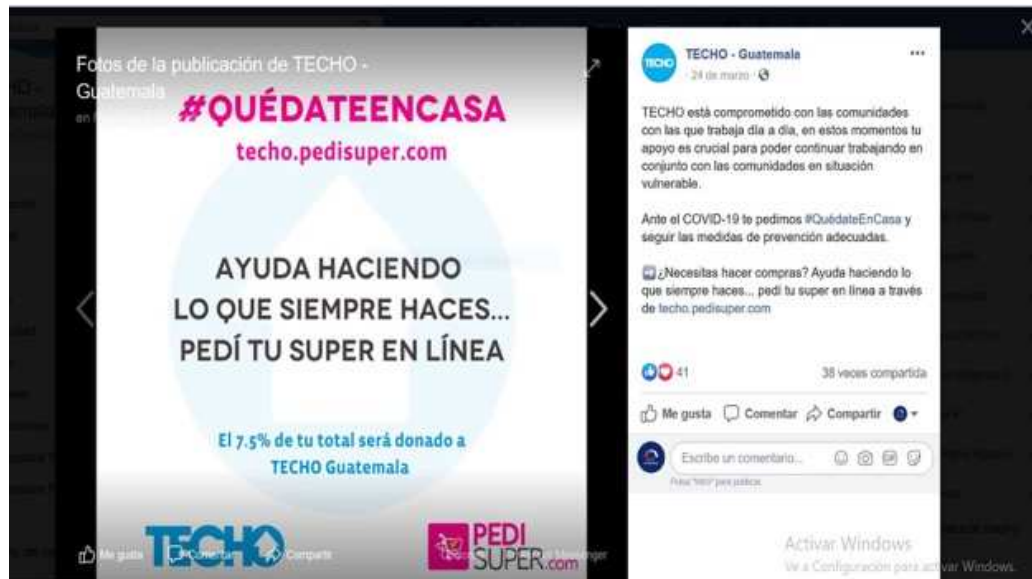 Fotos de la publicación de TECHO -
Guatemala
#QUÉDATEENCASA
techo.pedisuper.com
AYUDA HACIENDO
LO QUE SIEMPRE HACES...
PEDÍ TU SUPER EN LÍNEA
El 7.5% de tu total será donado a
TECHO Guatemala
TECHO
PEDI
SUPER.com
Me gusta Comentar Compartir
TECHO
TECHO - Guatemala
24 de marzo
TECHO está comprometido con las comunidades
con las que trabaja día a día, en estos momentos tu
apoyo es crucial para poder continuar trabajando en
conjunto con las comunidades en situación
vulnerable.
Ante el COVID-19 te pedimos #QuédateEnCasa y
seguir las medidas de prevención adecuadas.
¿Necesitas hacer compras? Ayuda haciendo lo
que siempre haces... pedí tu super en línea a través
de techo.pedisuper.com
41
38 veces compartida
Me gusta Comentar Compartir
Escribe un comentario...
Activar Windows
Ve a Configuración para activar Windows.